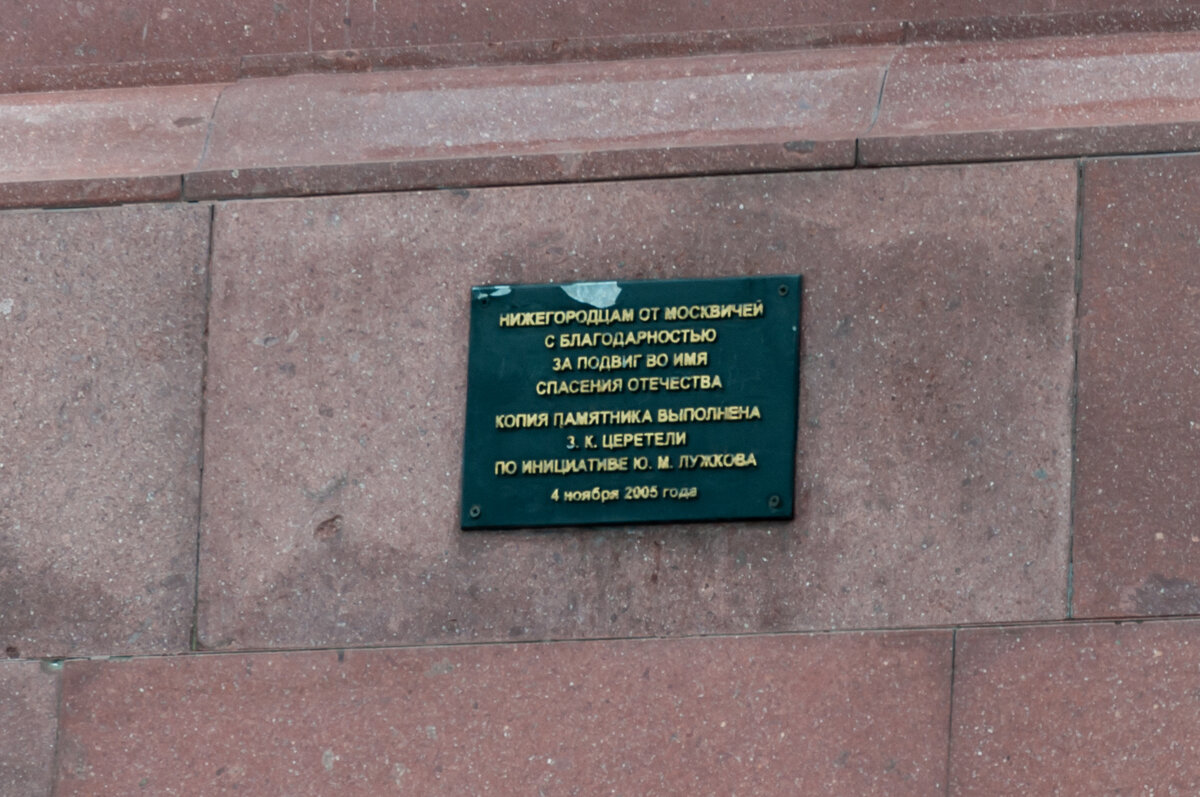 НИЖЕГОРОДЦАМ ОТ МОСКВИЧЕЙ
С БЛАГОДАРНОСТЬЮ
ЗА ПОДВИГ ВО ИМЯ
СПАСЕНИЯ ОТЕЧЕСТВА
КОПИЯ ПАМЯТНИКА ВЫПОЛНЕНА
З. К. ЦЕРЕТЕЛИ
ПО ИНИЦИАТИВЕ Ю. М. ЛУЖКОВА
4 ноября 2005 года